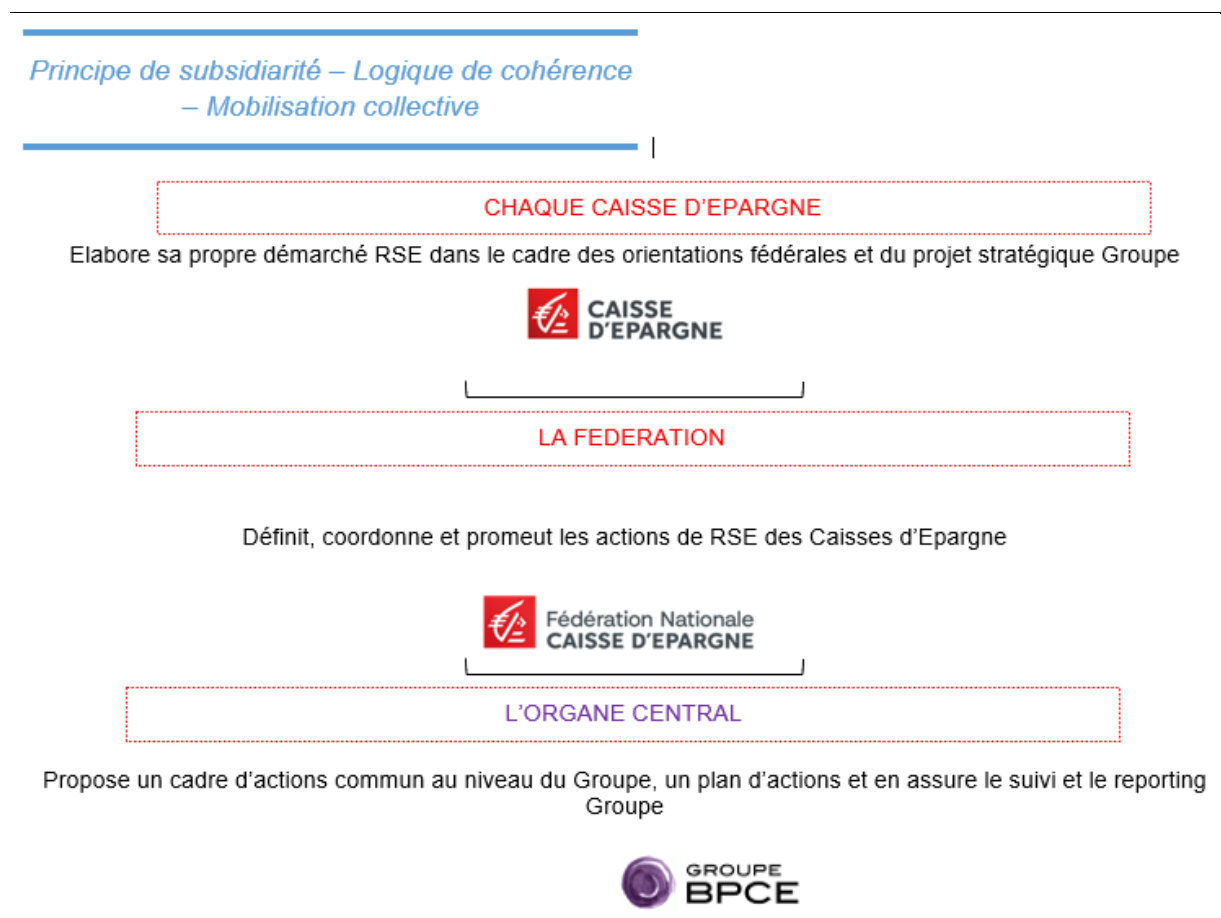 Principe de subsidiarité – Logique de cohérence
– Mobilisation collective
CHAQUE CAISSE D'EPARGNE
Elabore sa propre démarché RSE dans le cadre des orientations fédérales et du projet stratégique Groupe
CAISSE
D'EPARGNE
LA FEDERATION
Définit, coordonne et promeut les actions de RSE des Caisses d'Epargne
Fédération Nationale
CAISSE D'EPARGNE
L'ORGANE CENTRAL
Propose un cadre d'actions commun au niveau du Groupe, un plan d'actions et en assure le suivi et le reporting
Groupe
GROUPE
BPCE